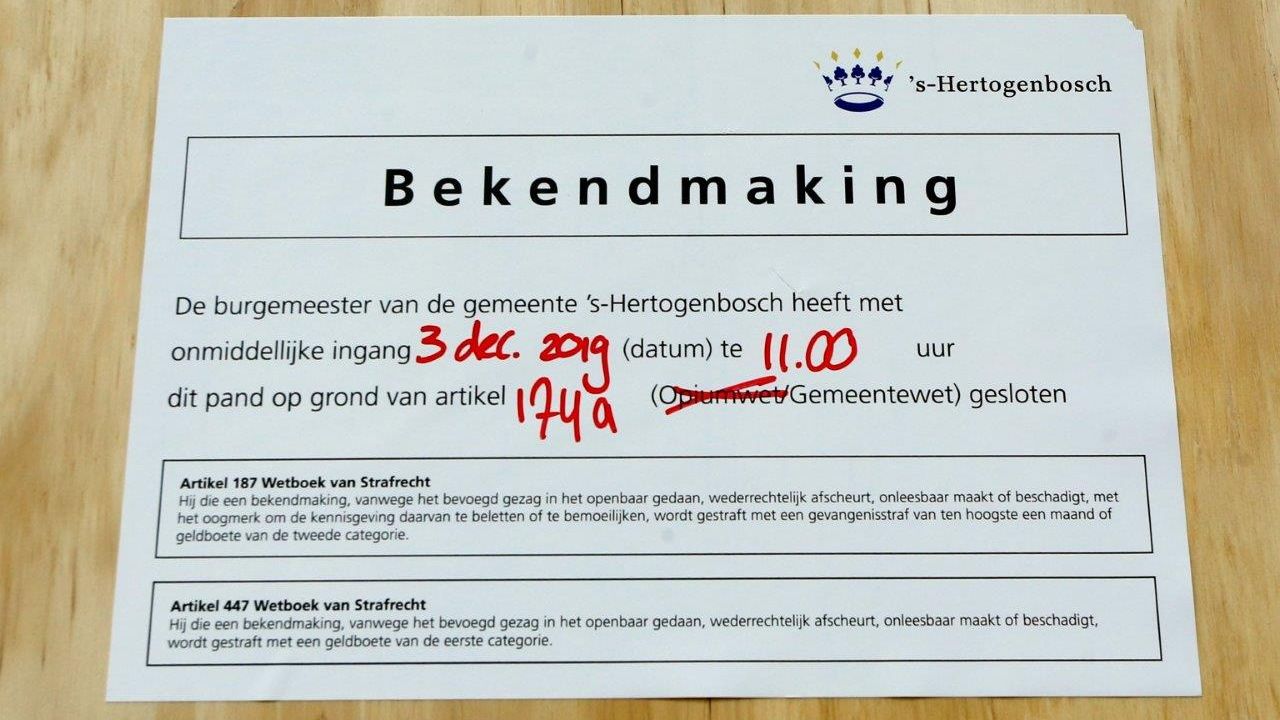 's-Hertogenbosch
Bekendmaking
De burgemeester van de gemeente 's-Hertogenbosch heeft met
onmiddellijke ingang 3 dec. 2019 (datum) te 11.00 uur
dit pand op grond van artikel 174a (Opiumwet/Gemeentewet) gesloten
Artikel 187 Wetboek van Strafrecht
Hij die een bekendmaking, vanwege het bevoegd gezag in het openbaar gedaan, wederrechtelijk afscheurt, onleesbaar maakt of beschadigt, met
het oogmerk om de kennisgeving daarvan te beletten of te bemoeilijken, wordt gestraft met een gevangenisstraf van ten hoogste een maand of
geldboete van de tweede categorie.
Artikel 447 Wetboek van Strafrecht
Hij die een bekendmaking, vanwege het bevoegd gezag in het openbaar gedaan, wederrechtelijk afscheurt, onleesbaar maakt of beschadigt,
wordt gestraft met een geldboete van de eerste categorie.